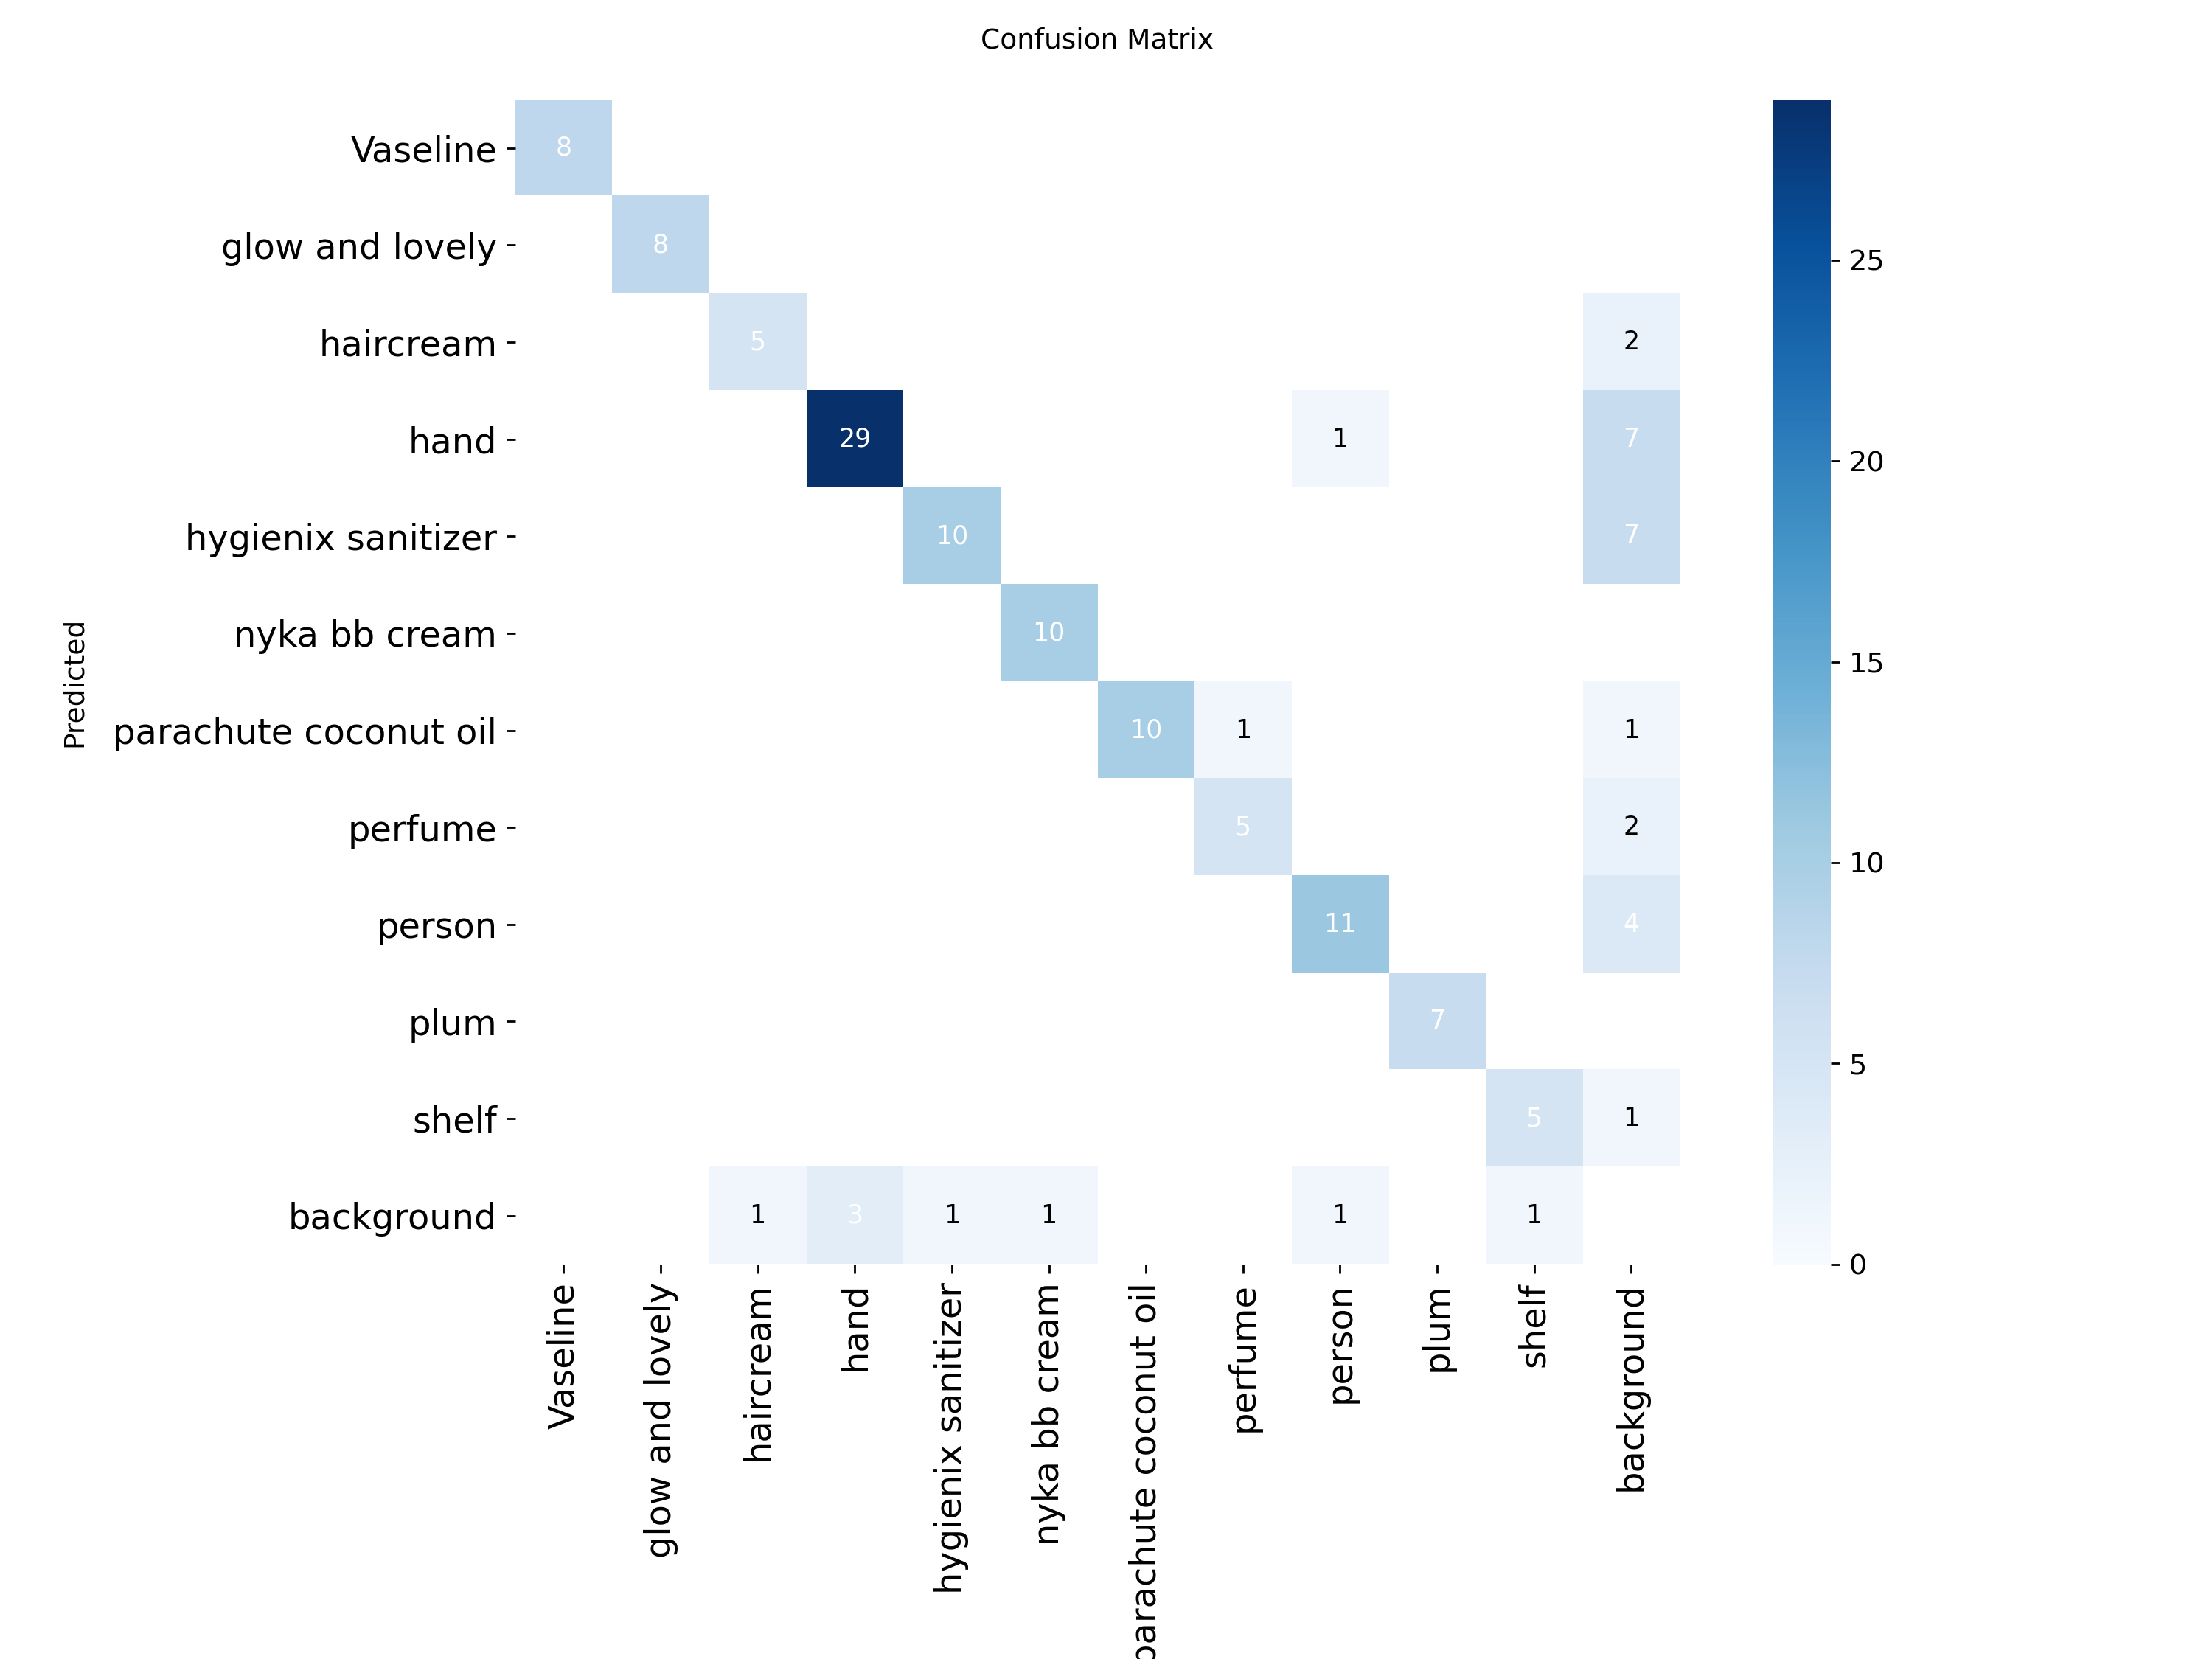 Confusion Matrix
Predicted
Vaseline 8
glow and lovely 8
haircream 5 2
hand 29 1 7
hygienix sanitizer 10 7
nyka bb cream 10
parachute coconut oil 10 1 1
perfume 5 2
person 11 4
plum 7
shelf 5 1
background 1 3 1 1 1 1
Vaseline
glow and lovely
haircream
hand
hygienix sanitizer
nyka bb cream
parachute coconut oil
perfume
person
plum
shelf
background
25
20
15
10
5
0